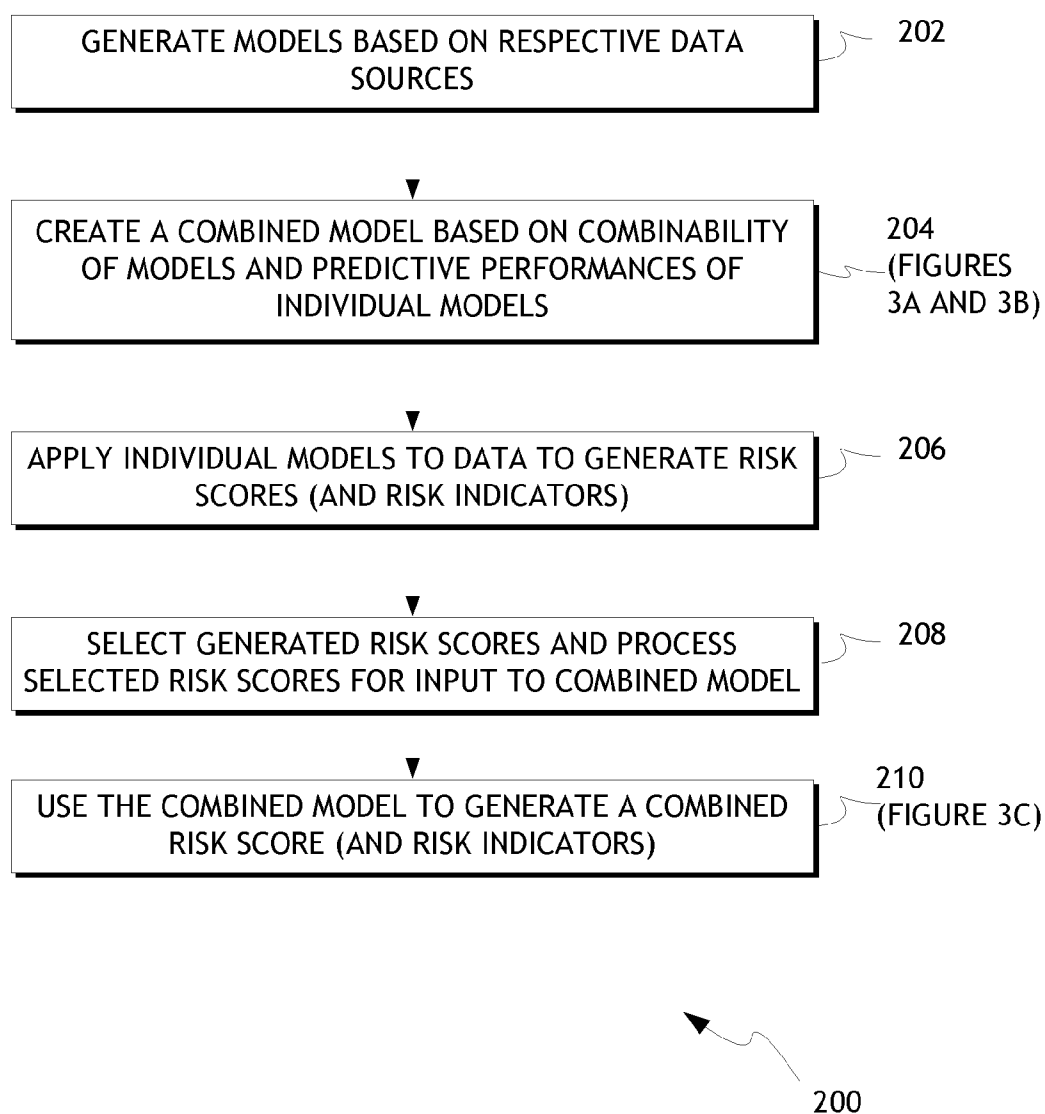 GENERATE MODELS BASED ON RESPECTIVE DATA
SOURCES
202
CREATE A COMBINED MODEL BASED ON COMBINABILITY
OF MODELS AND PREDICTIVE PERFORMANCES OF
INDIVIDUAL MODELS
204
(FIGURES
3A AND 3B)
APPLY INDIVIDUAL MODELS TO DATA TO GENERATE RISK
SCORES (AND RISK INDICATORS)
206
SELECT GENERATED RISK SCORES AND PROCESS
SELECTED RISK SCORES FOR INPUT TO COMBINED MODEL
208
USE THE COMBINED MODEL TO GENERATE A COMBINED
RISK SCORE (AND RISK INDICATORS)
210
(FIGURE 3C)
200